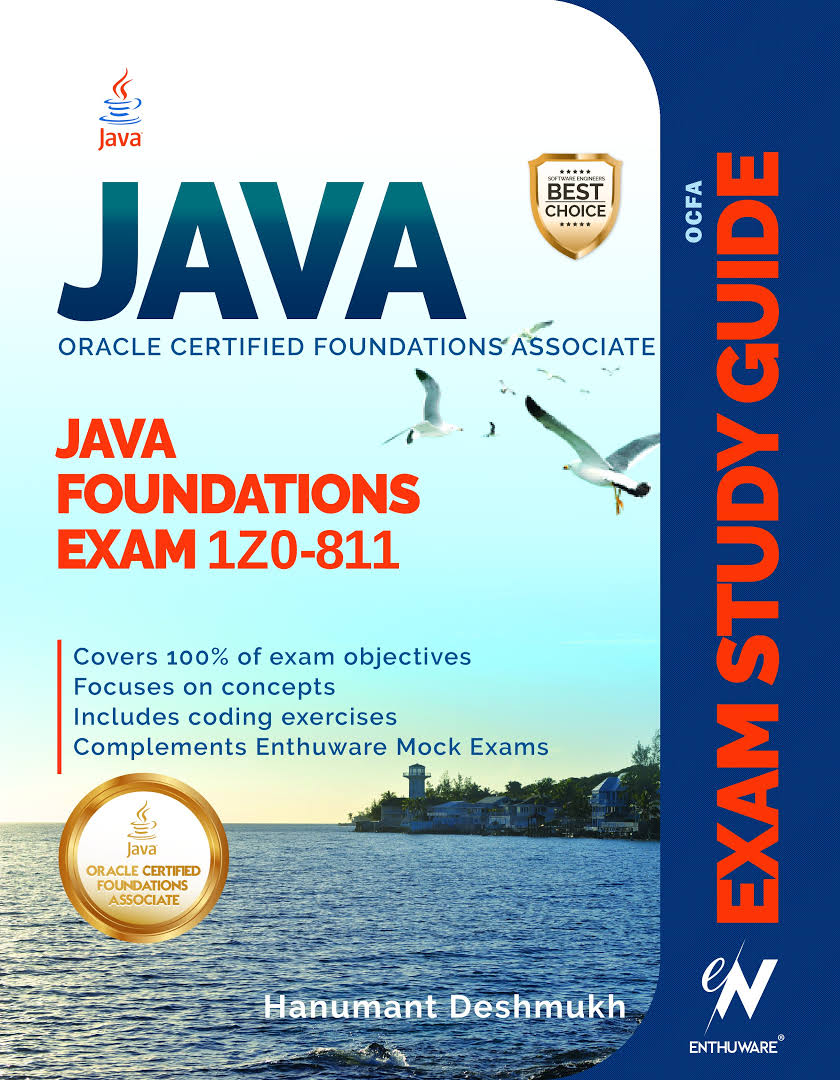 Java
JAVA
SOFTWARE ENGINEERS
BEST
CHOICE
ORACLE CERTIFIED FOUNDATIONS ASSOCIATE
JAVA
FOUNDATIONS
EXAM 1Z0-811
Covers 100% of exam objectives
Focuses on concepts
Includes coding exercises
Complements Enthuware Mock Exams
Java
ORACLE CERTIFIED
FOUNDATIONS
ASSOCIATE
Hanumant Deshmukh
OCFA
EXAM STUDY GUIDE
eN
ENTHUWARE®